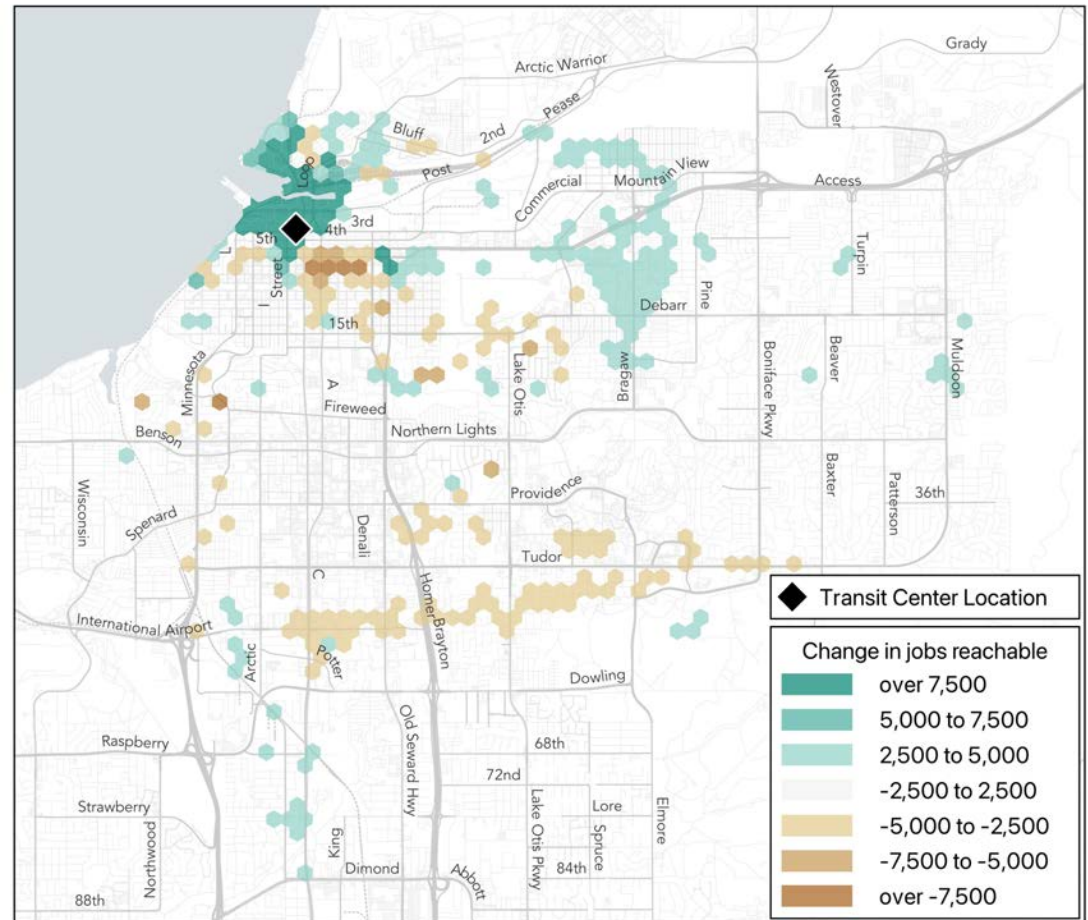 Grady
Arctic Warrior
Westover
Pease
Bluff
2nd
Loop
Post
Mountain View
Access
Commercial
3rd
4th
5th
L
I
Street
Turpin
Pine
Debarr
15th
Minnesota
Lake Otis
Bragaw
Boniface Pkwy
Beaver
Muldoon
A
Fireweed
Benson
Northern Lights
Wisconsin
Spenard
Denali
Providence
Baxter
Patterson
36th
Tudor
C
Homer
Brayton
International Airport
Arctic
Potter
Dowling
Old Seward Hwy
Raspberry
68th
72nd
Strawberry
Northwood
King
Lake Otis Pkwy
Lore
Spruce
Elmore
Dimond
Abbott
84th
88th
Transit Center Location
Change in jobs reachable
over 7,500
5,000 to 7,500
2,500 to 5,000
-2,500 to 2,500
-5,000 to -2,500
-7,500 to -5,000
over -7,500